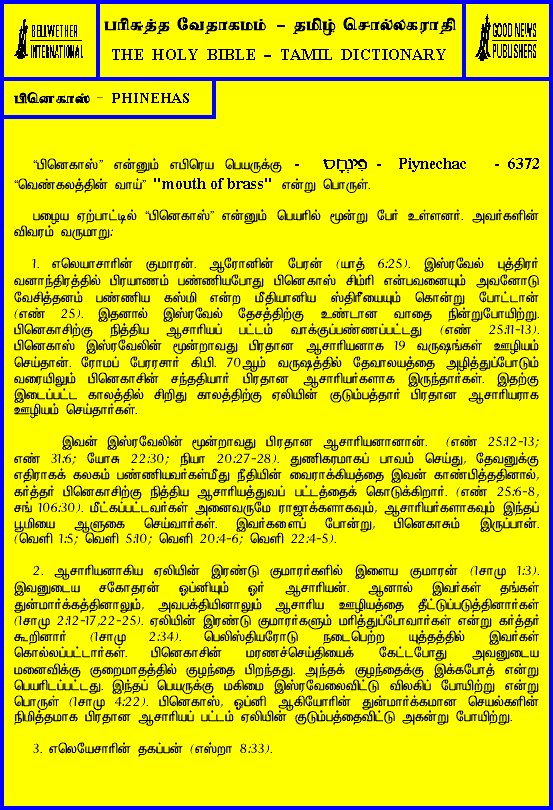 BELLWETHER
INTERNATIONAL
பரிசுத்த வேதாகமம் – தமிழ் சொல்லகராதி
THE HOLY BIBLE – TAMIL DICTIONARY
GOOD NEWS
PUBLISHERS
பினெகாஸ் – PHINEHAS
“பினெகாஸ்” என்னும் எபிரெய பெயருக்கு - - Piynechac - 6372
“வெண்கலத்தின் வாய்” "mouth of brass" என்று பொருள்.
பழைய ஏற்பாட்டில் “பினெகாஸ்” என்னும் பெயரில் மூன்று பேர் உள்ளனர். அவர்களின்
விவரம் வருமாறு:
1. எலெயாசாரின் குமாரன். ஆரோனின் பேரன் (யாத் 6:25). இஸ்ரவேல் புத்திரர்
வனாந்திரத்தில் பிரயாணம் பண்ணியபோது பினெகாஸ் சிம்ரி என்பவனையும் அவனோடு
வேசித்தனம் பண்ணிய கஸ்பி என்ற மீதியானிய ஸ்திரீயையும் கொன்று போட்டான்
(எண் 25). இதனால் இஸ்ரவேல் தேசத்திற்கு உண்டான வாதை நின்றுபோயிற்று.
பினெகாசிற்கு நித்திய ஆசாரியப் பட்டம் வாக்குப்பண்ணப்பட்டது (எண் 25:11-13).
பினெகாஸ் இஸ்ரவேலின் மூன்றாவது பிரதான ஆசாரியனாக 19 வருஷங்கள் ஊழியம்
செய்தான். ரோமப் பேரரசர் கி.பி. 70ஆம் வருஷத்தில் தேவாலயத்தை அழித்துப்போடும்
வரையிலும் பினெகாசின் சந்ததியார் பிரதான ஆசாரியர்களாக இருந்தார்கள். இதற்கு
இடைப்பட்ட காலத்தில் சிறிது காலத்திற்கு ஏலியின் குடும்பத்தார் பிரதான ஆசாரியராக
ஊழியம் செய்தார்கள்.
இவன் இஸ்ரவேலின் மூன்றாவது பிரதான ஆசாரியனானான். (எண் 25:12-13;
எண் 31:6; யோசு 22:30; நியா 20:27-28). துணிகரமாகப் பாவம் செய்து, தேவனுக்கு
எதிராகக் கலகம் பண்ணியவர்கள்மீது நீதியின் வைராக்கியத்தை இவன் காண்பித்ததினால்,
கர்த்தர் பினெகாசிற்கு நித்திய ஆசாரியத்துவப் பட்டத்தைக் கொடுக்கிறார். (எண் 25:6-8,
சங் 106:30). மீட்கப்பட்டவர்கள் அனைவருமே ராஜாக்களாகவும், ஆசாரியர்களாகவும் இந்தப்
பூமியை ஆளுகை செய்வார்கள். இவர்களைப் போன்று, பினெகாசும் இருப்பான்.
(வெளி 1:5; வெளி 5:10; வெளி 20:4-6; வெளி 22:4-5).
2. ஆசாரியனாகிய ஏலியின் இரண்டு குமாரர்களில் இளைய குமாரன் (1சாமு 1:3).
இவனுடைய சகோதரன் ஓப்னியும் ஓர் ஆசாரியன். ஆனால் இவர்கள் தங்கள்
துன்மார்க்கத்தினாலும், அவபக்தியினாலும் ஆசாரிய ஊழியத்தை தீட்டுப்படுத்தினார்கள்
(1சாமு 2:12-17,22-25). ஏலியின் இரண்டு குமாரர்களும் மரித்துப்போவார்கள் என்று கர்த்தர்
கூறினார் (1சாமு 2:34). பெலிஸ்தியரோடு நடைபெற்ற யுத்தத்தில் இவர்கள்
கொல்லப்பட்டார்கள். பினெகாசின் மரணச்செய்தியைக் கேட்டபோது அவனுடைய
மனைவிக்கு குறைமாதத்தில் குழந்தை பிறந்தது. அந்தக் குழந்தைக்கு இக்கபோத் என்று
பெயரிடப்பட்டது. இந்தப் பெயருக்கு மகிமை இஸ்ரவேலைவிட்டு விலகிப் போயிற்று என்று
பொருள் (1சாமு 4:22). பினெகாஸ், ஓப்னி ஆகியோரின் துன்மார்க்கமான செயல்களின்
நிமித்தமாக பிரதான ஆசாரியப் பட்டம் ஏலியின் குடும்பத்தைவிட்டு அகன்று போயிற்று.
3. எலெயேசாரின் தகப்பன் (எஸ்றா 8:33).